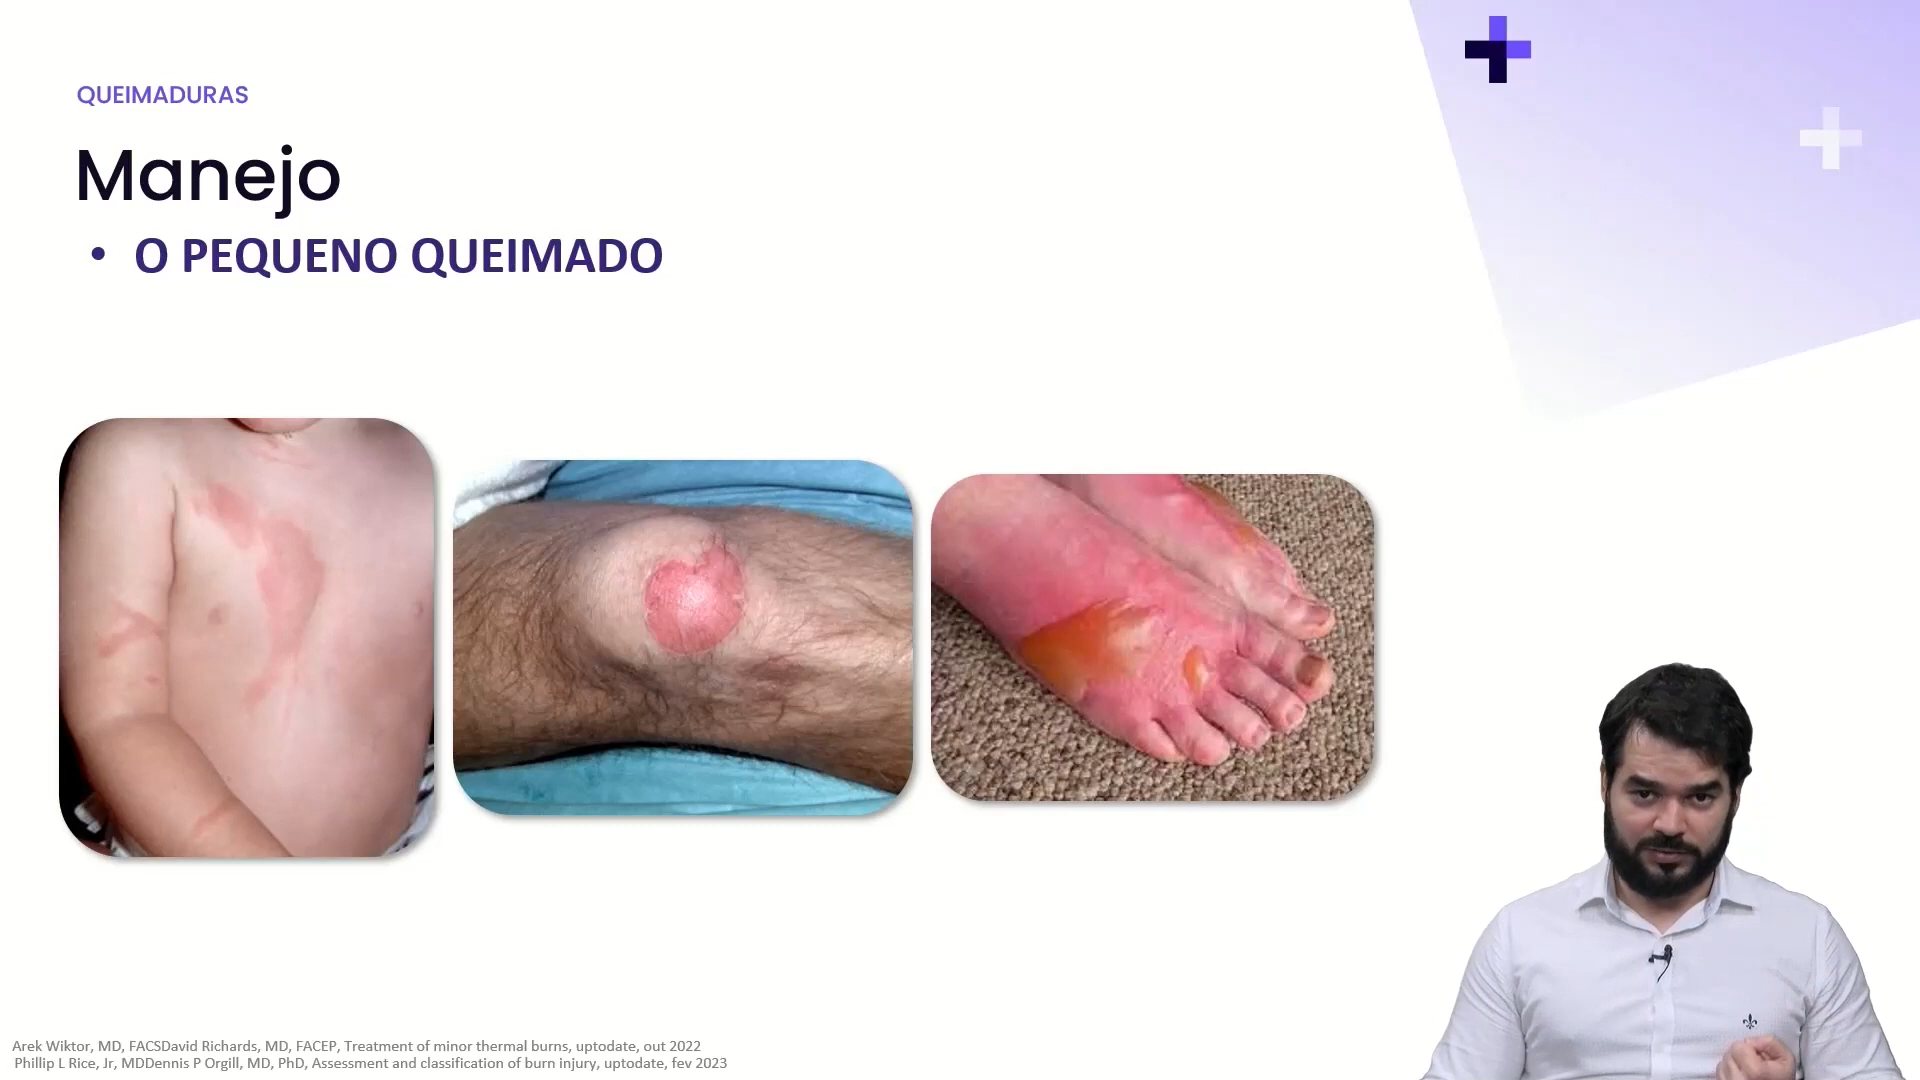 QUEIMADURAS
Manejo
• O PEQUENO QUEIMADO
Arek Wiktor, MD, FACSDavid Richards, MD, FACEP, Treatment of minor thermal burns, uptodate, out 2022
Phillip L Rice, Jr, MDDennis P Orgill, MD, PhD, Assessment and classification of burn injury, uptodate, fev 2023